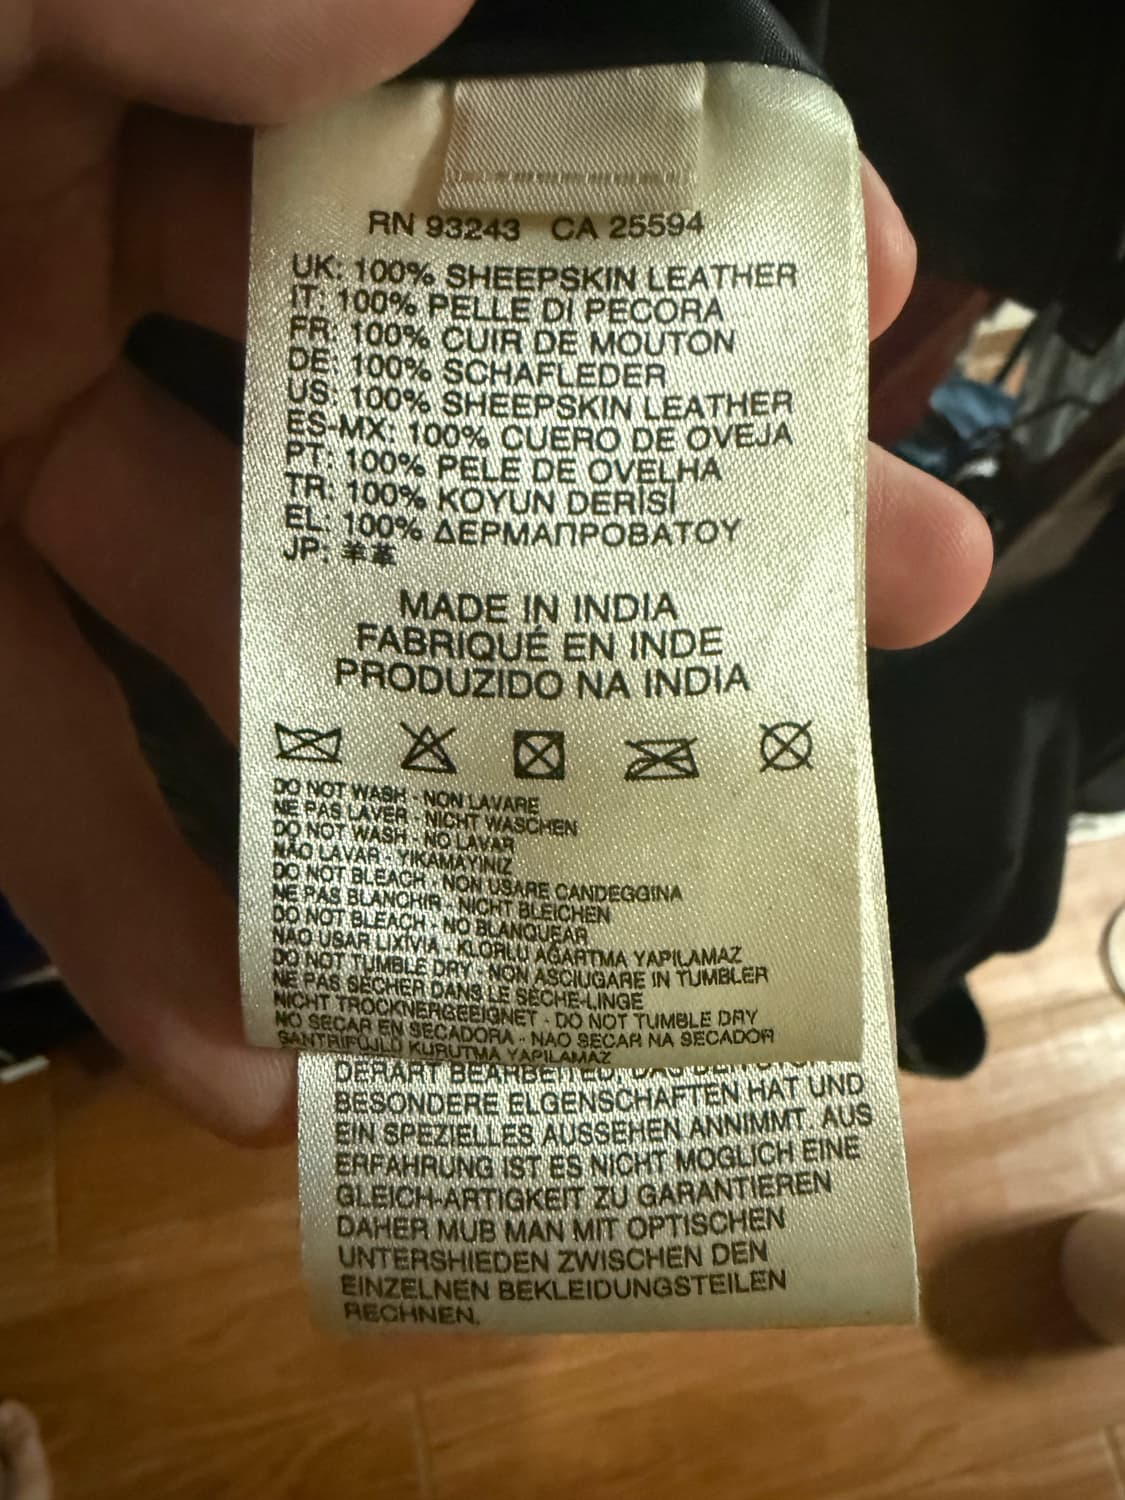 RN 93243 CA 25594
UK: 100% SHEEPSKIN LEATHER
IT: 100% PELLE DI PECORA
FR: 100% CUIR DE MOUTON
DE: 100% SCHAFLEDER
US: 100% SHEEPSKIN LEATHER
ES-MX: 100% CUERO DE OVEJA
PT: 100% PELE DE OVELHA
TR: 100% KOYUN DERİSİ
EL: 100% ΔΕΡΜΑΠΡΟΒΑΤΟΥ
JP: 羊革
MADE IN INDIA
FABRIQUÉ EN INDE
PRODUZIDO NA INDIA
DO NOT WASH - NON LAVARE
NE PAS LAVER - NICHT WASCHEN
DO NOT WASH - NO LAVAR
NÃO LAVAR - YIKAMAYINIZ
DO NOT BLEACH - NON USARE CANDEGGINA
NE PAS BLANCHIR - NICHT BLEICHEN
DO NOT BLEACH - NO BLANQUEAR
NAO USAR LIXÍVIA - KLORLU AĞARTMA YAPILAMAZ
DO NOT TUMBLE DRY - NON ASCIUGARE IN TUMBLER
NE PAS SECHER DANS LE SECHE-LINGE
NICHT TROCKNERGEEIGNET - DO NOT TUMBLE DRY
NO SECAR EN SECADORA - NAO SECAR NA SECADOR
SANTRIFÜJLÜ KURUTMA YAPILAMAZ
DERART BEARBEITED, DAS
BESONDERE ELGENSCHAFTEN HAT UND
EIN SPEZIELLES AUSSEHEN ANNIMMT. AUS
ERFAHRUNG IST ES NICHT MOGLICH EINE
GLEICH-ARTIGKEIT ZU GARANTIEREN
DAHER MUB MAN MIT OPTISCHEN
UNTERSHIEDEN ZWISCHEN DEN
EINZELNEN BEKLEIDUNGSTEILEN
RECHNEN.